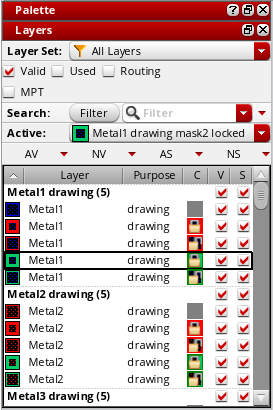 Palette
Layers
Layer Set: All Layers
Valid Used Routing
MPT
Search: Filter Filter
Active: Metal1 drawing mask2 locked
AV NV AS NS
Layer Purpose C V S
Metal1 drawing (5)
Metal1 drawing
Metal1 drawing
Metal1 drawing
Metal1 drawing
Metal1 drawing
Metal2 drawing (5)
Metal2 drawing
Metal2 drawing
Metal2 drawing
Metal2 drawing
Metal2 drawing
Metal3 drawing (5)